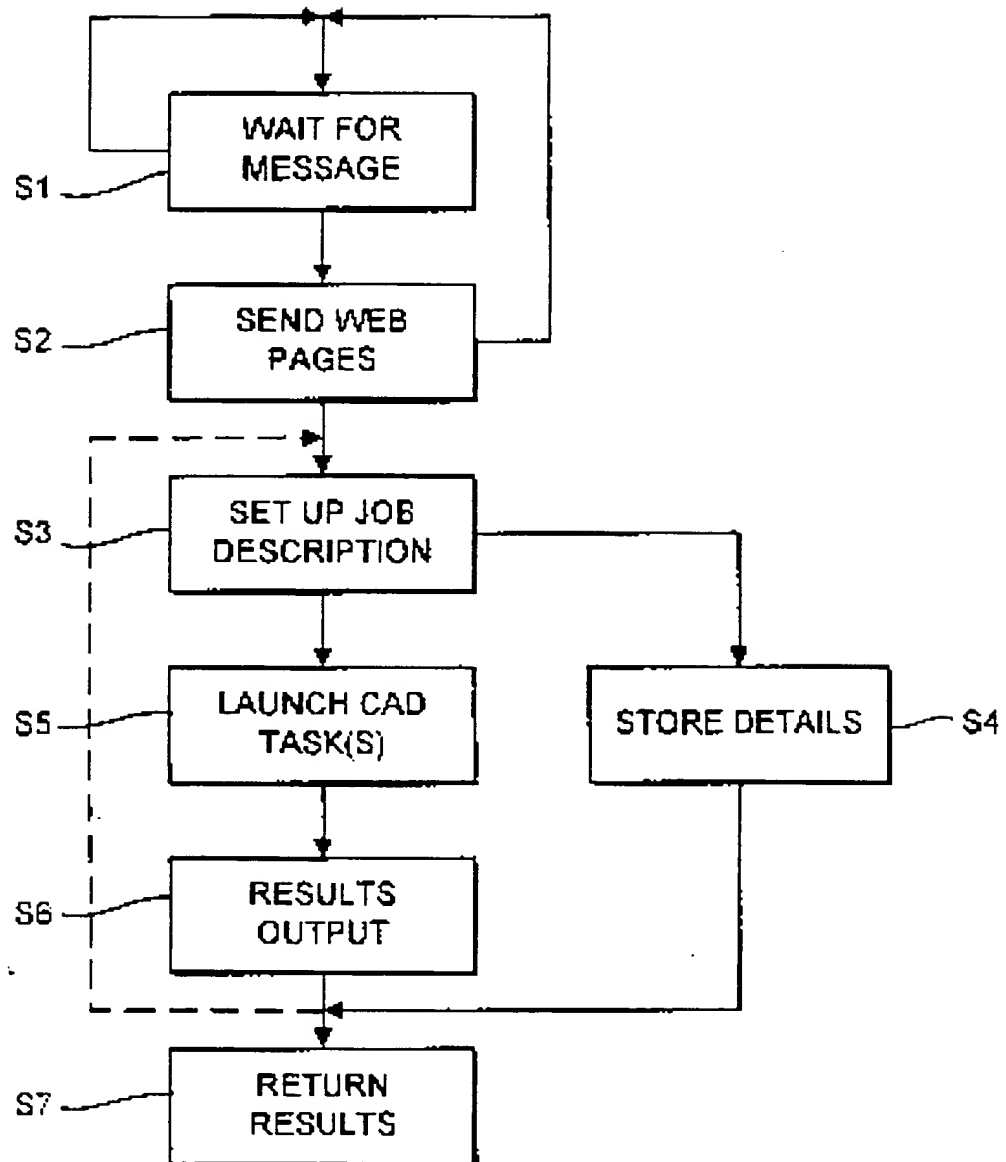 WAIT FOR
MESSAGE
S1
SEND WEB
PAGES
S2
SET UP JOB
DESCRIPTION
S3
LAUNCH CAD
TASK(S)
S5
STORE DETAILS
S4
RESULTS
OUTPUT
S6
RETURN
RESULTS
S7